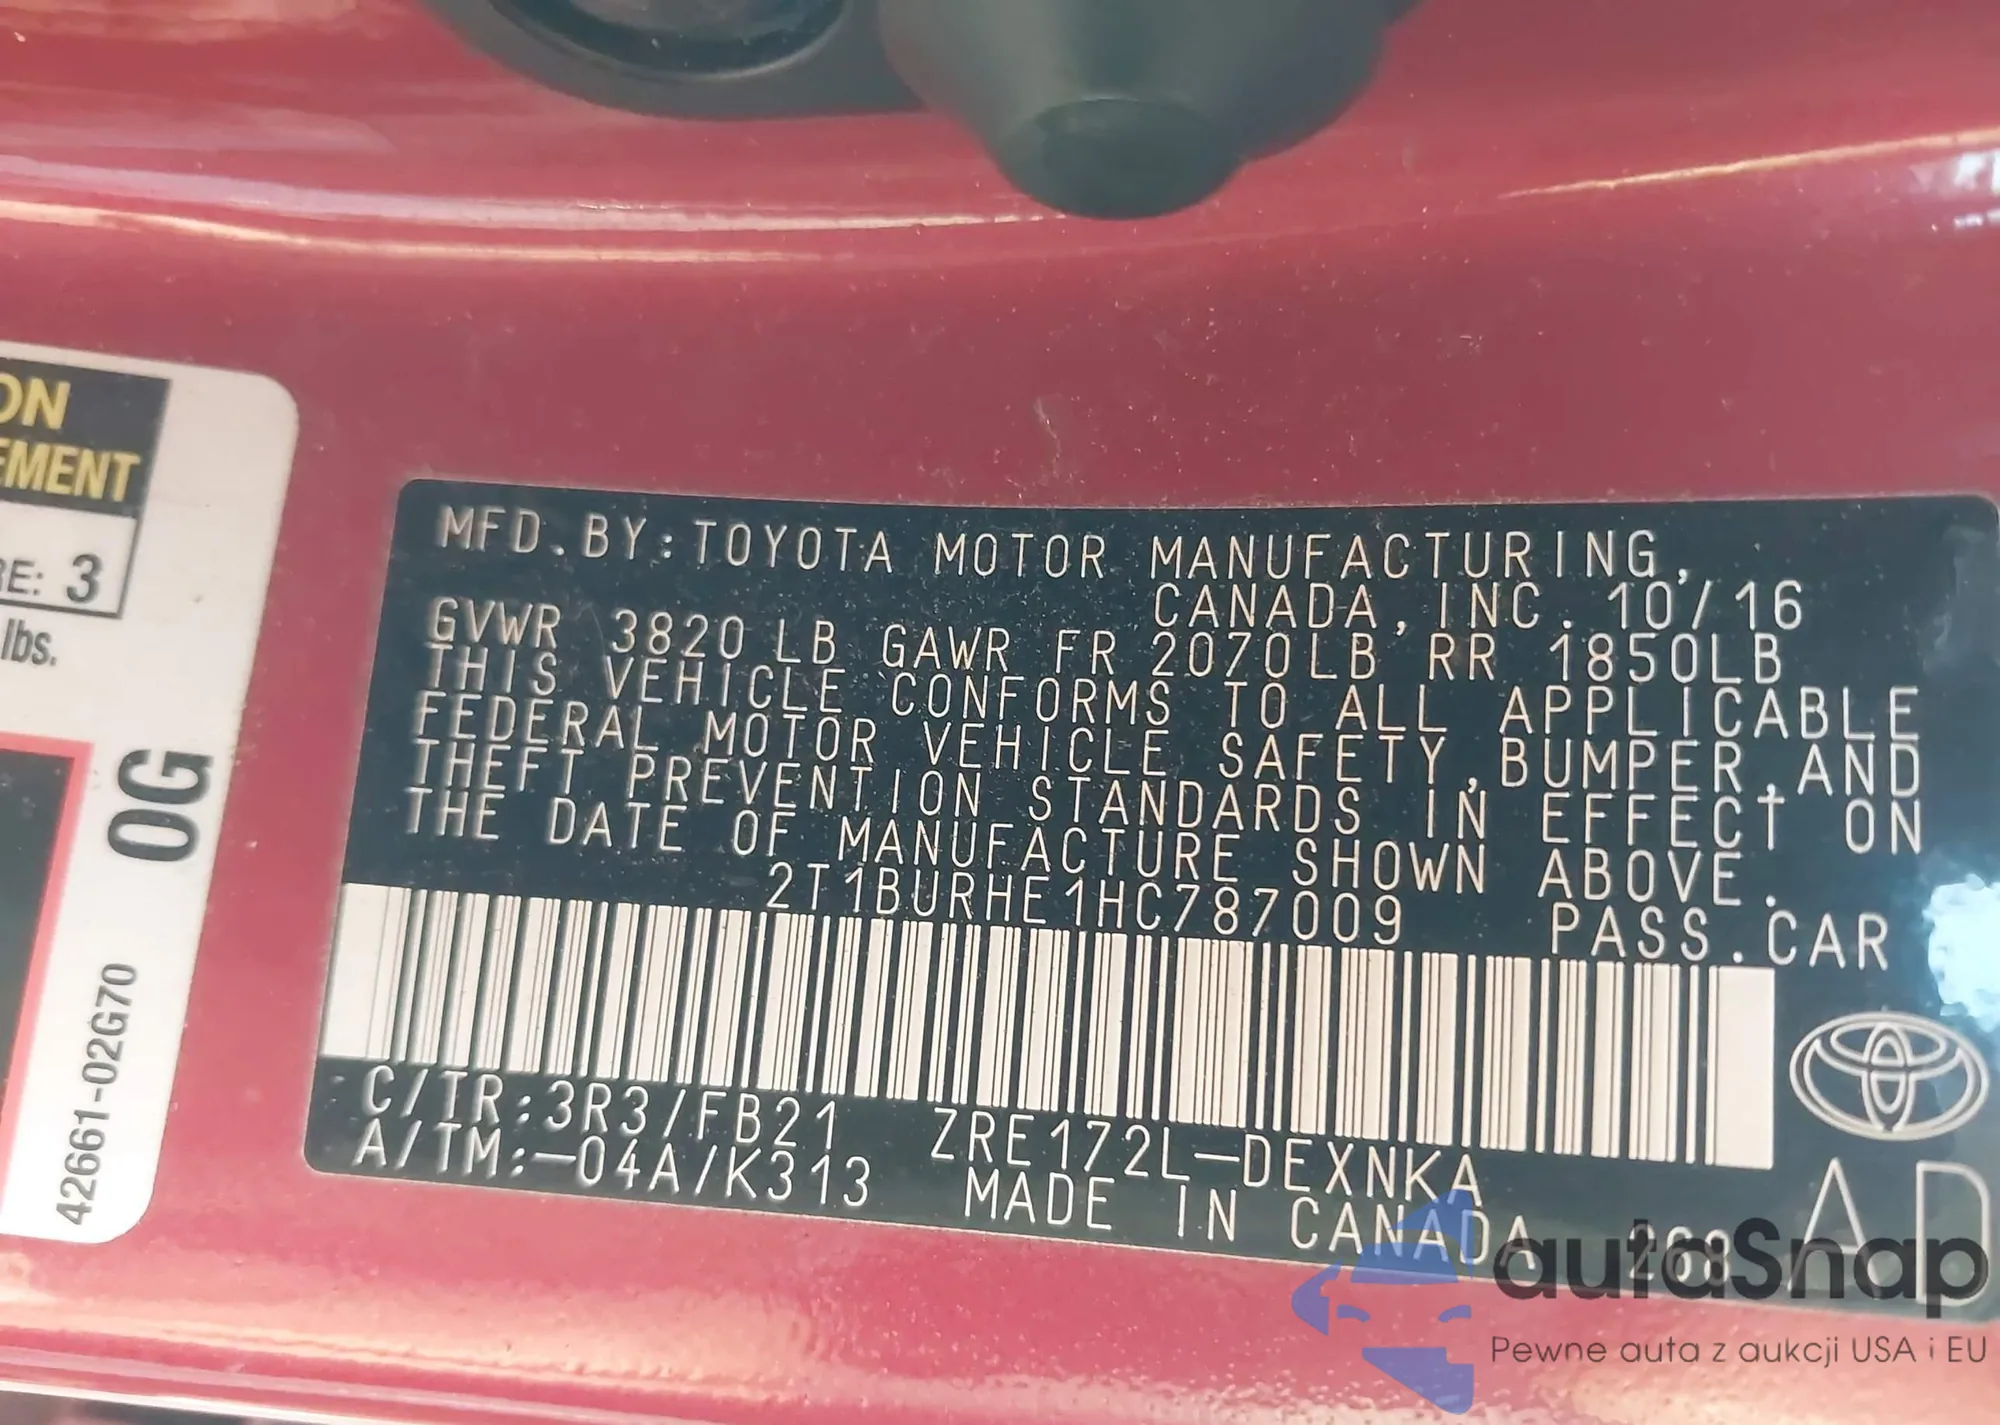 ON
EMENT
RE: 3
lbs.
0G
42661-02G70
MFD.BY:TOYOTA MOTOR MANUFACTURING,
CANADA, INC. 10/16
GVWR 3820 LB GAWR FR 2070LB RR 1850LB
THIS VEHICLE CONFORMS TO ALL APPLICABLE
FEDERAL MOTOR VEHICLE SAFETY,BUMPER,AND
THEFT PREVENTION STANDARDS IN EFFECT ON
THE DATE OF MANUFACTURE SHOWN ABOVE.
2T1BURHE1HC787009 PASS.CAR
C/TR:3R3/FB21 ZRE172L-DEXNKA
A/TM:-04A/K313 MADE IN CANADA 268
AD
autaSnap
Pewne auta z aukcji USA i EU